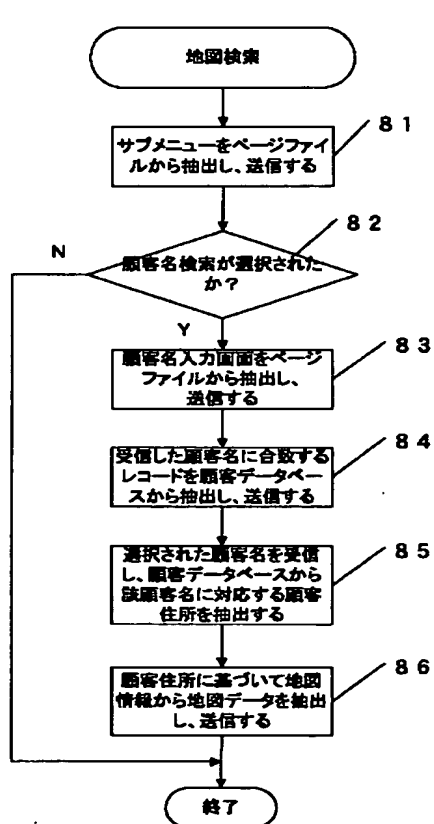 地図検索
81
サブメニューをページファイ
ルから抽出し、送信する
82
N
顧客名検索が選択された
か？
Y
83
顧客名入力画面をページ
ファイルから抽出し、
送信する
84
受信した顧客名に合致する
レコードを顧客データベー
スから抽出し、送信する
85
選択された顧客名を受信
し、顧客データベースから
該顧客名に対応する顧客
住所を抽出する
86
顧客住所に基づいて地図
情報から地図データを抽出
し、送信する
終了